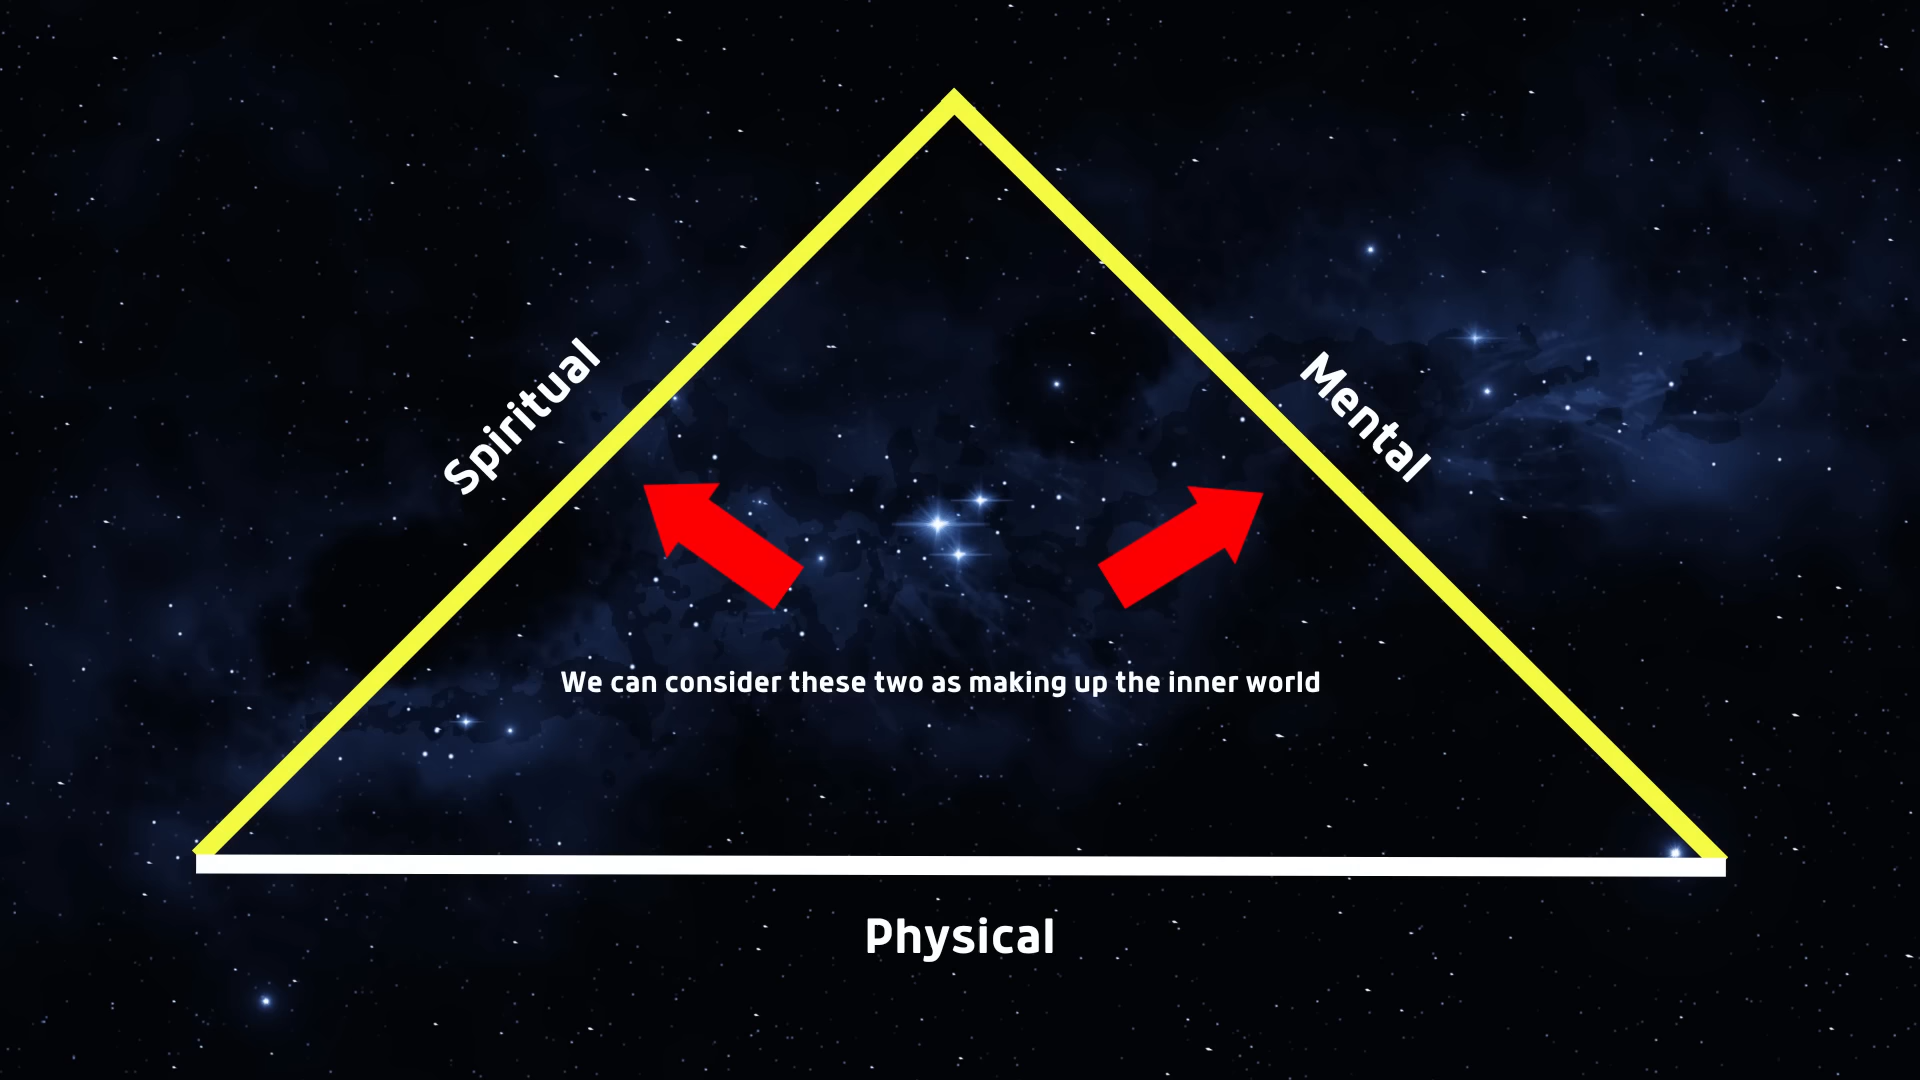 Spiritual
Mental
We can consider these two as making up the inner world
Physical